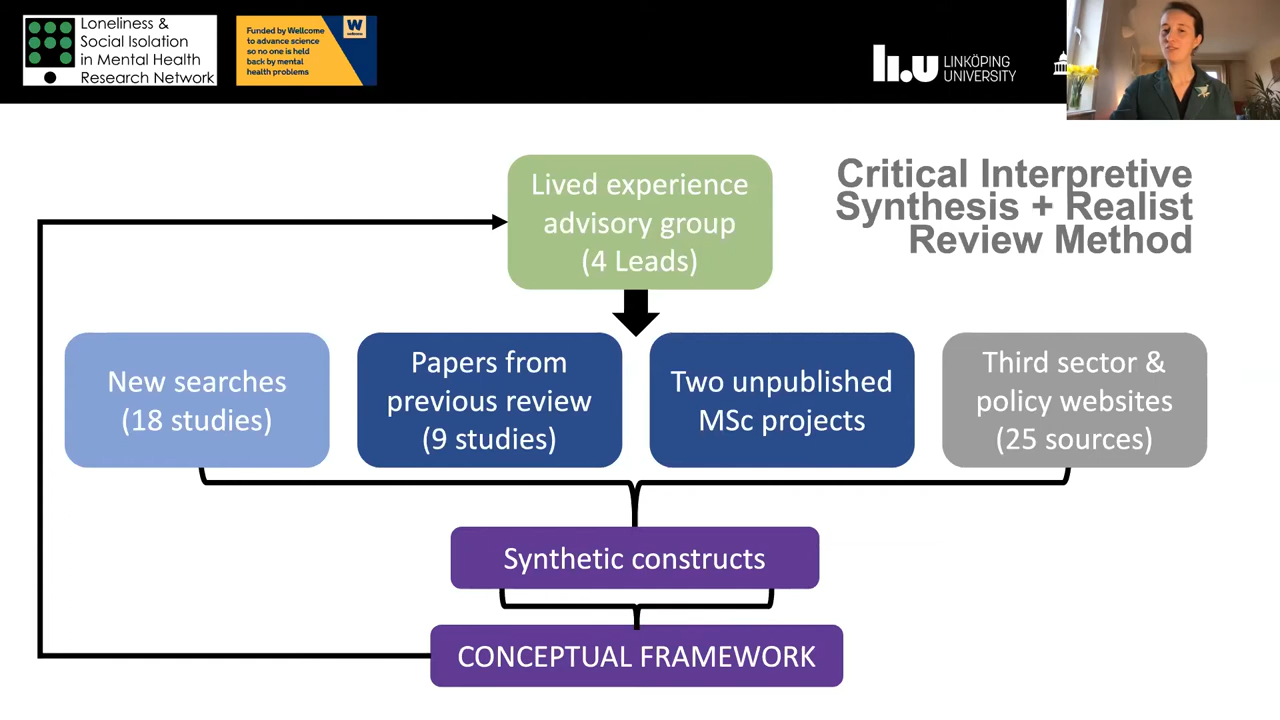 Loneliness &
Social Isolation
in Mental Health
Research Network
Funded by Wellcome
to advance science
so no one is held
back by mental
health problems
W
LINKÖPING
UNIVERSITY
Critical Interpretive
Synthesis + Realist
Review Method
Lived experience
advisory group
(4 Leads)
New searches
(18 studies)
Papers from
previous review
(9 studies)
Two unpublished
MSc projects
Third sector &
policy websites
(25 sources)
Synthetic constructs
CONCEPTUAL FRAMEWORK